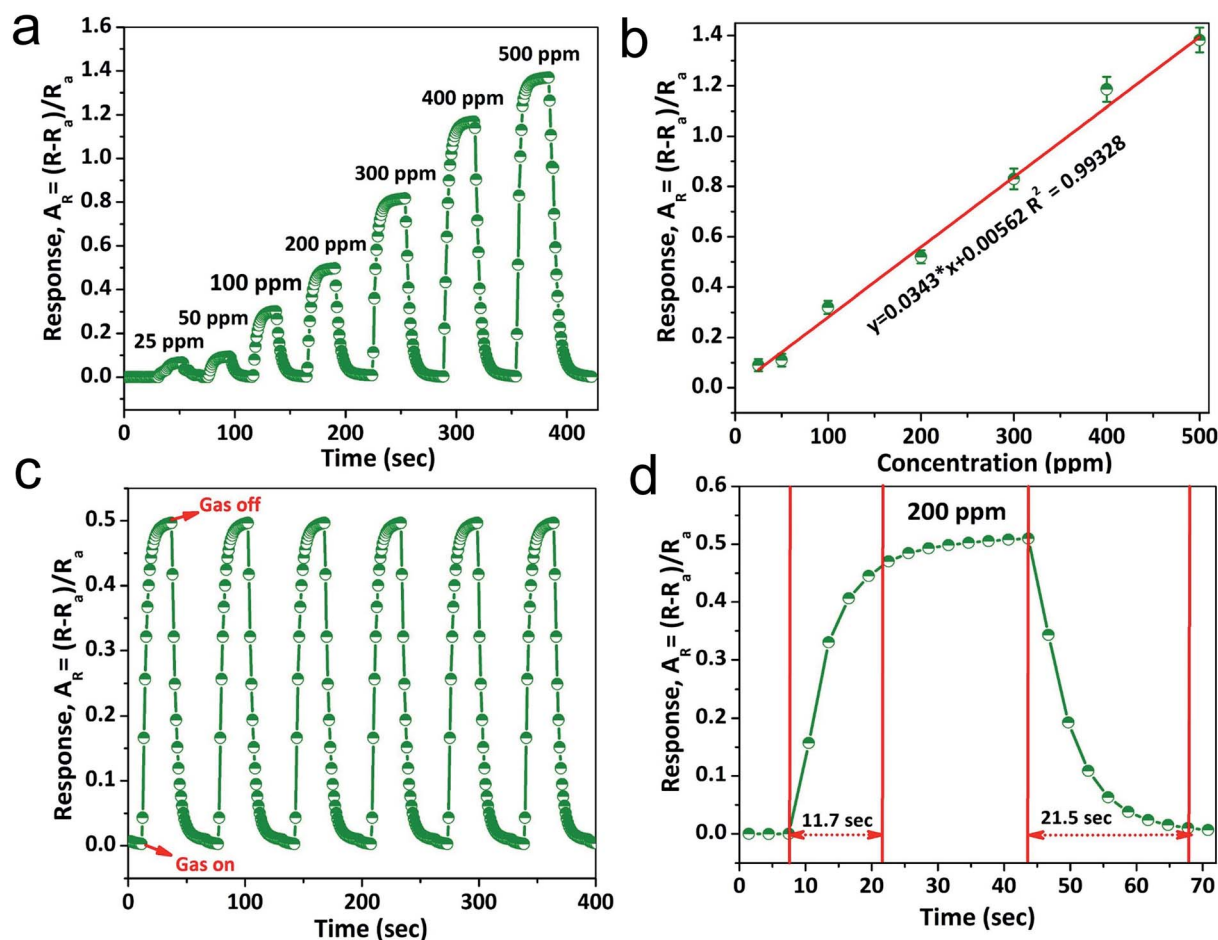 a
Response, A_R = (R-R_a)/R_a
1.6
1.4
1.2
1.0
0.8
0.6
0.4
0.2
0.0
25 ppm
50 ppm
100 ppm
200 ppm
300 ppm
400 ppm
500 ppm
0 100 200 300 400
Time (sec)
b
Response, A_R = (R-R_a)/R_a
1.4
1.2
1.0
0.8
0.6
0.4
0.2
0.0
y=0.0343*x+0.00562 R² = 0.99328
0 100 200 300 400 500
Concentration (ppm)
c
Response, A_R = (R-R_a)/R_a
0.5
0.4
0.3
0.2
0.1
0.0
Gas off
Gas on
0 100 200 300 400
Time (sec)
d
Response, A_R = (R-R_a)/R_a
0.6
0.5
0.4
0.3
0.2
0.1
0.0
200 ppm
11.7 sec
21.5 sec
0 10 20 30 40 50 60 70
Time (sec)